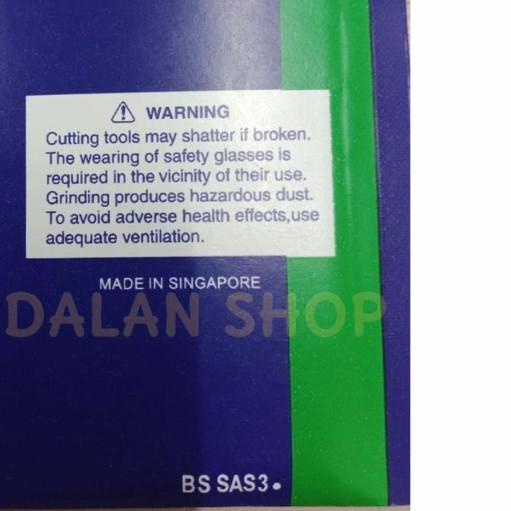 WARNING
Cutting tools may shatter if broken.
The wearing of safety glasses is
required in the vicinity of their use.
Grinding produces hazardous dust.
To avoid adverse health effects,use
adequate ventilation.
MADE IN SINGAPORE
DALAN SHOP
BS SAS3.